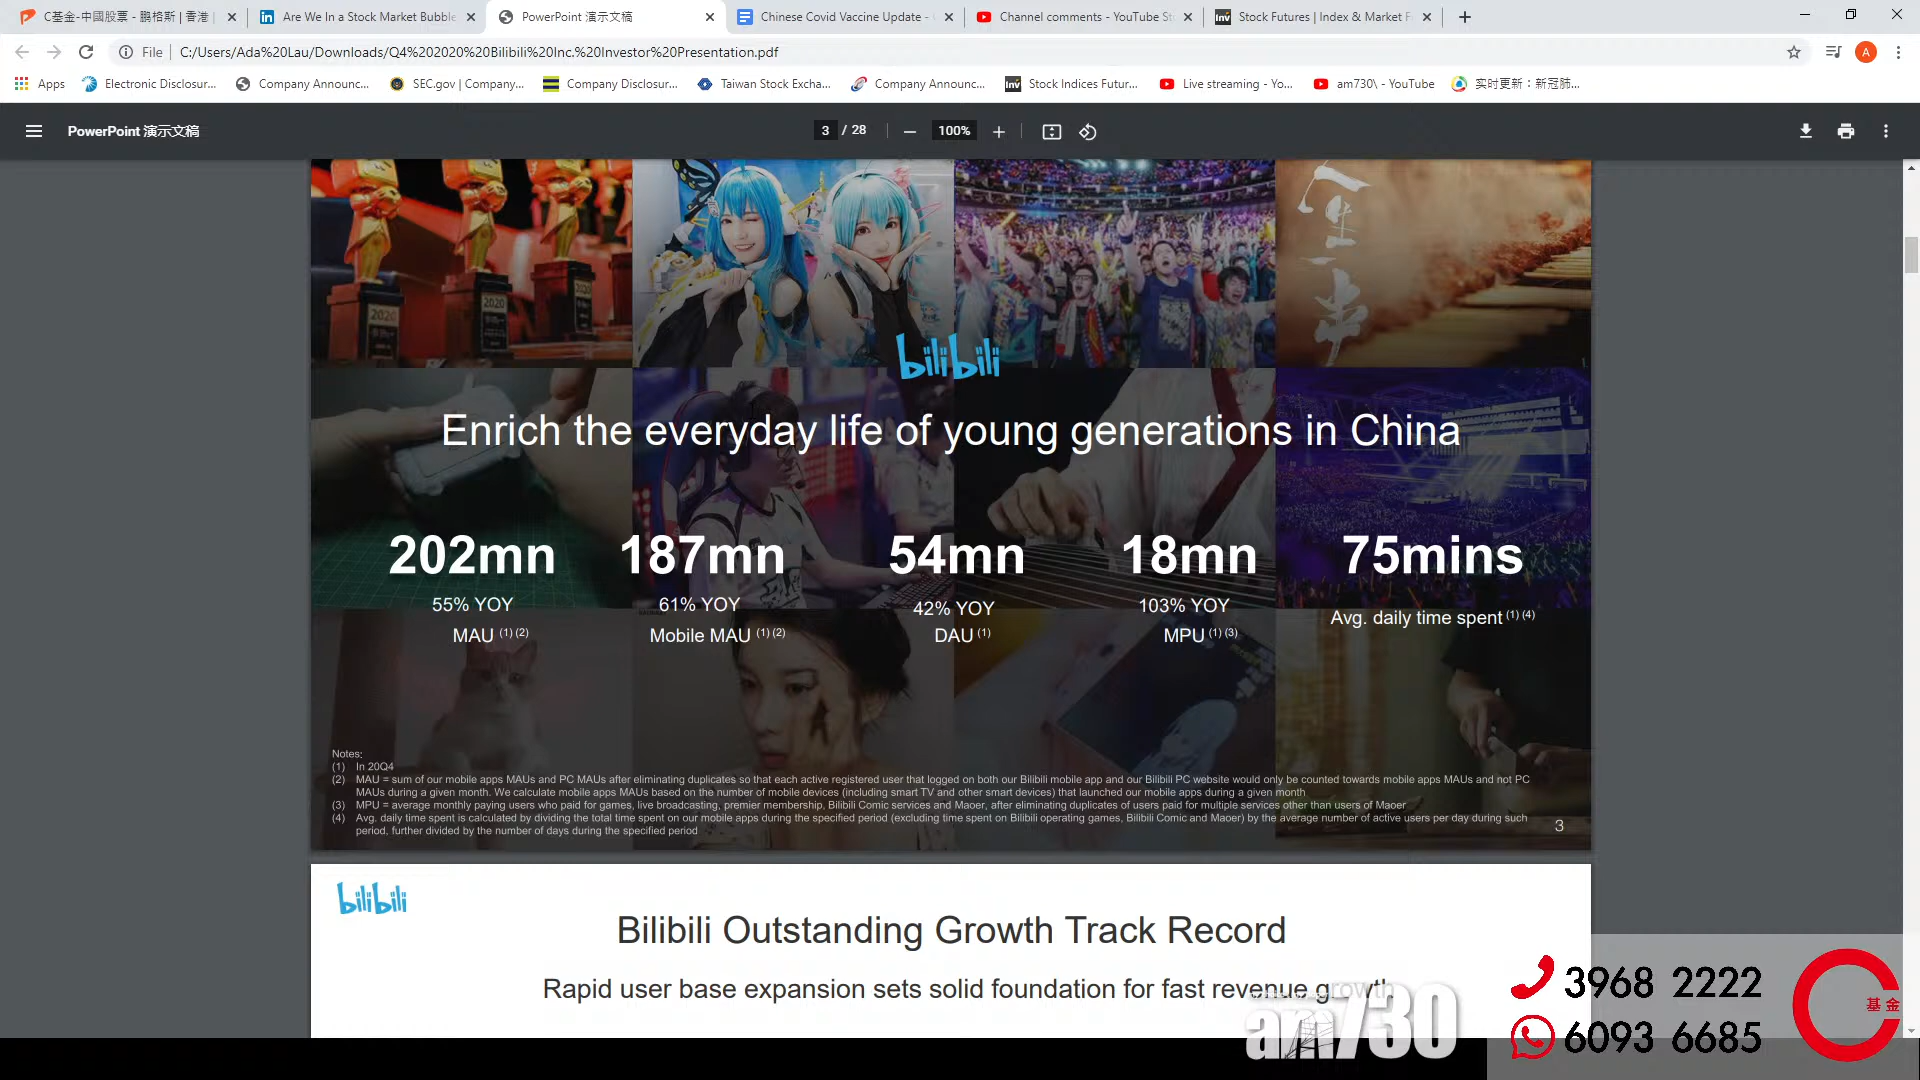 C基金-中國股票 - 鵬格斯 | 香港 |
Are We In a Stock Market Bubble
PowerPoint 演示文稿
Chinese Covid Vaccine Update -
Channel comments - YouTube St
Stock Futures | Index & Market F
File
C:/Users/Ada%20Lau/Downloads/Q4%202020%20Bilibili%20Inc.%20Investor%20Presentation.pdf
A
Apps
Electronic Disclosur...
Company Announc...
SEC.gov | Company...
Company Disclosur...
Taiwan Stock Excha...
Company Announc...
Stock Indices Futur...
Live streaming - Yo...
am730\ - YouTube
实时更新：新冠肺...
PowerPoint 演示文稿
3 / 28
100%
2020
2020
bilibili
Enrich the everyday life of young generations in China
202mn 187mn 54mn 18mn 75mins
55% YOY 61% YOY 42% YOY 103% YOY Avg. daily time spent (1) (4)
MAU (1) (2) Mobile MAU (1) (2) DAU (1) MPU (1) (3)
Notes:
(1) In 20Q4
(2) MAU = sum of our mobile apps MAUs and PC MAUs after eliminating duplicates so that each active registered user that logged on both our Bilibili mobile app and our Bilibili PC website would only be counted towards mobile apps MAUs and not PC
MAUs during a given month. We calculate mobile apps MAUs based on the number of mobile devices (including smart TV and other smart devices) that launched our mobile apps during a given month
(3) MPU = average monthly paying users who paid for games, live broadcasting, premier membership, Bilibili Comic services and Maoer, after eliminating duplicates of users paid for multiple services other than users of Maoer
(4) Avg. daily time spent is calculated by dividing the total time spent on our mobile apps during the specified period (excluding time spent on Bilibili operating games, Bilibili Comic and Maoer) by the average number of active users per day during such
period, further divided by the number of days during the specified period
3
bilibili
Bilibili Outstanding Growth Track Record
Rapid user base expansion sets solid foundation for fast revenue growth
am730
3968 2222
6093 6685
基金